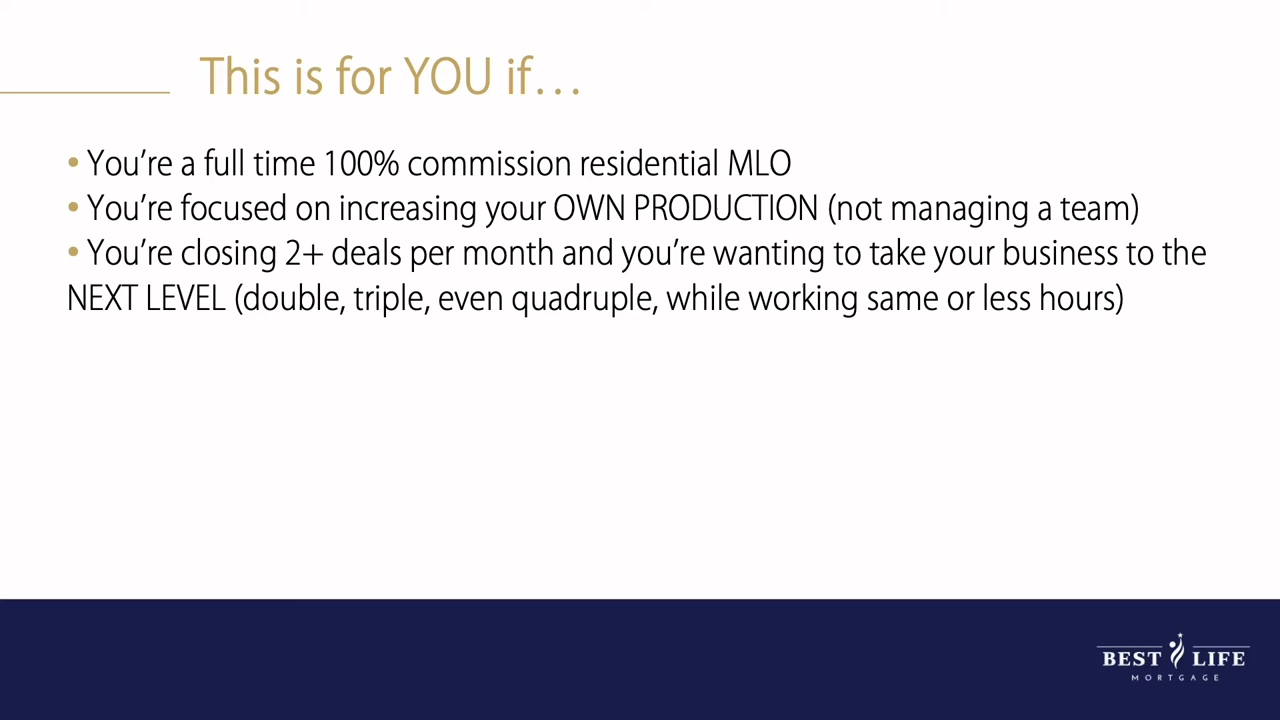 This is for YOU if…
• You’re a full time 100% commission residential MLO
• You’re focused on increasing your OWN PRODUCTION (not managing a team)
• You’re closing 2+ deals per month and you’re wanting to take your business to the
NEXT LEVEL (double, triple, even quadruple, while working same or less hours)
BEST LIFE
MORTGAGE